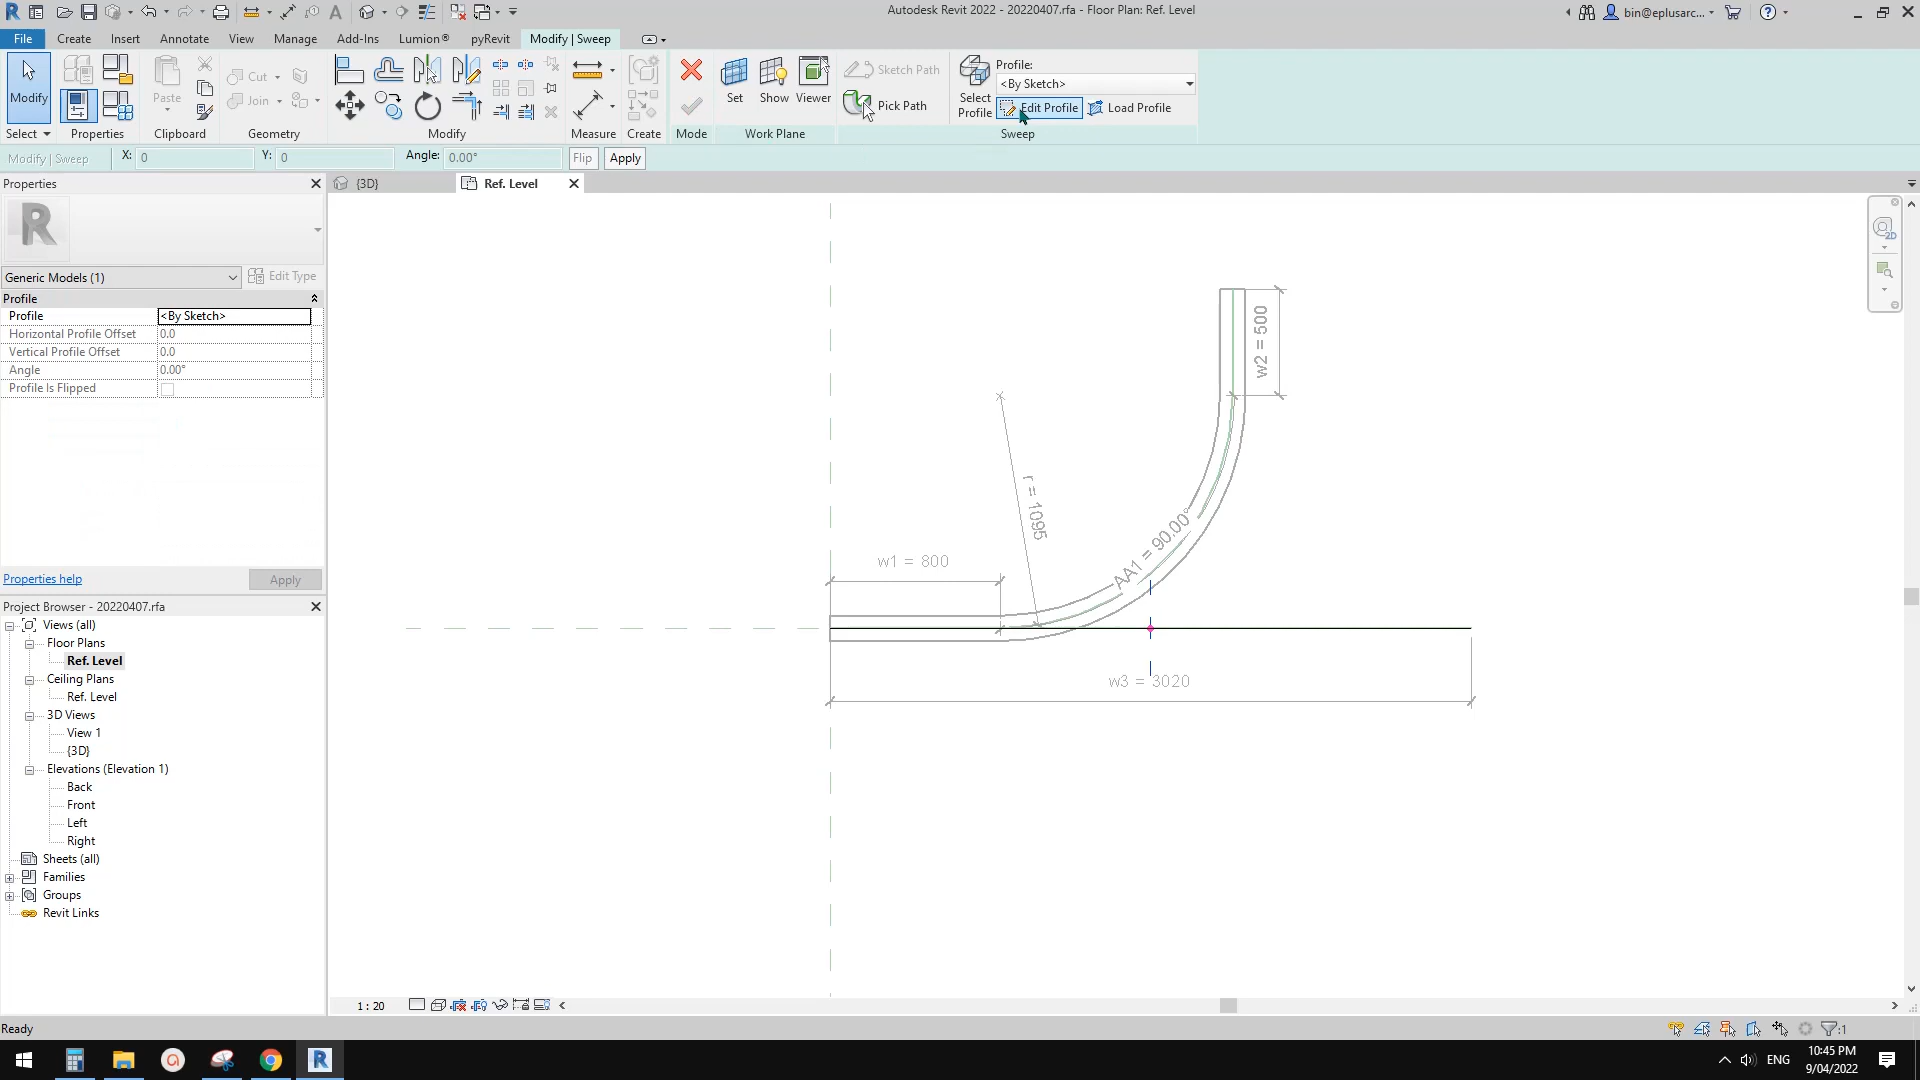 Autodesk Revit 2022 - 20220407.rfa - Floor Plan: Ref. Level
bin@eplusarc...
File
Create
Insert
Annotate
View
Manage
Add-Ins
Lumion®
pyRevit
Modify | Sweep
Modify
Select
Properties
Paste
Cut
Join
Clipboard
Geometry
Modify
Measure
Create
Mode
Set
Show
Viewer
Work Plane
Sketch Path
Pick Path
Select
Profile
Profile:
<By Sketch>
Edit Profile
Load Profile
Sweep
Modify | Sweep
X: 0
Y: 0
Angle: 0.00°
Flip
Apply
Properties
{3D}
Ref. Level
R
Generic Models (1)
Edit Type
Profile
Profile <By Sketch>
Horizontal Profile Offset 0.0
Vertical Profile Offset 0.0
Angle 0.00°
Profile Is Flipped
Properties help
Apply
Project Browser - 20220407.rfa
Views (all)
Floor Plans
Ref. Level
Ceiling Plans
Ref. Level
3D Views
View 1
{3D}
Elevations (Elevation 1)
Back
Front
Left
Right
Sheets (all)
Families
Groups
Revit Links
2D
w2 = 500
r = 1095
AA1 = 90.00°
w1 = 800
w3 = 3020
1 : 20
Ready
:1
ENG
10:45 PM
9/04/2022